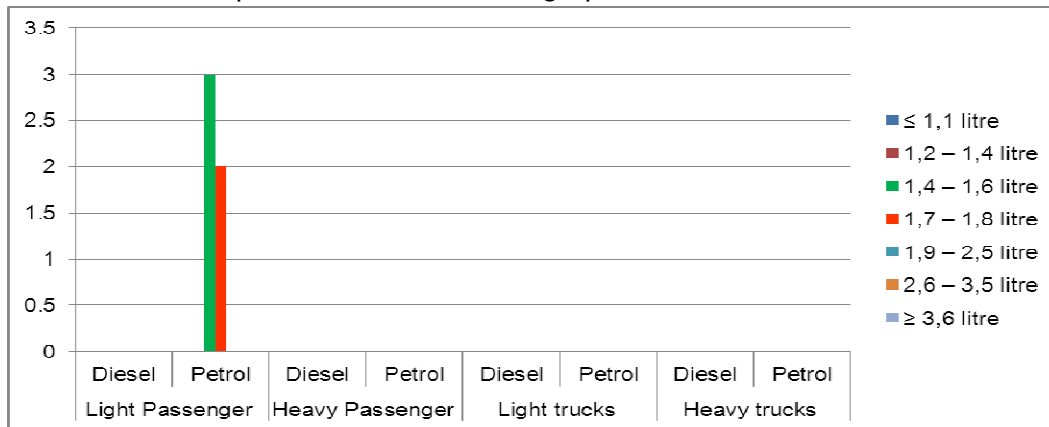 3.5
3
2.5
2
1.5
1
0.5
0
Diesel Petrol Diesel Petrol Diesel Petrol Diesel Petrol
Light Passenger Heavy Passenger Light trucks Heavy trucks
≤ 1,1 litre
1,2 – 1,4 litre
1,4 – 1,6 litre
1,7 – 1,8 litre
1,9 – 2,5 litre
2,6 – 3,5 litre
≥ 3,6 litre